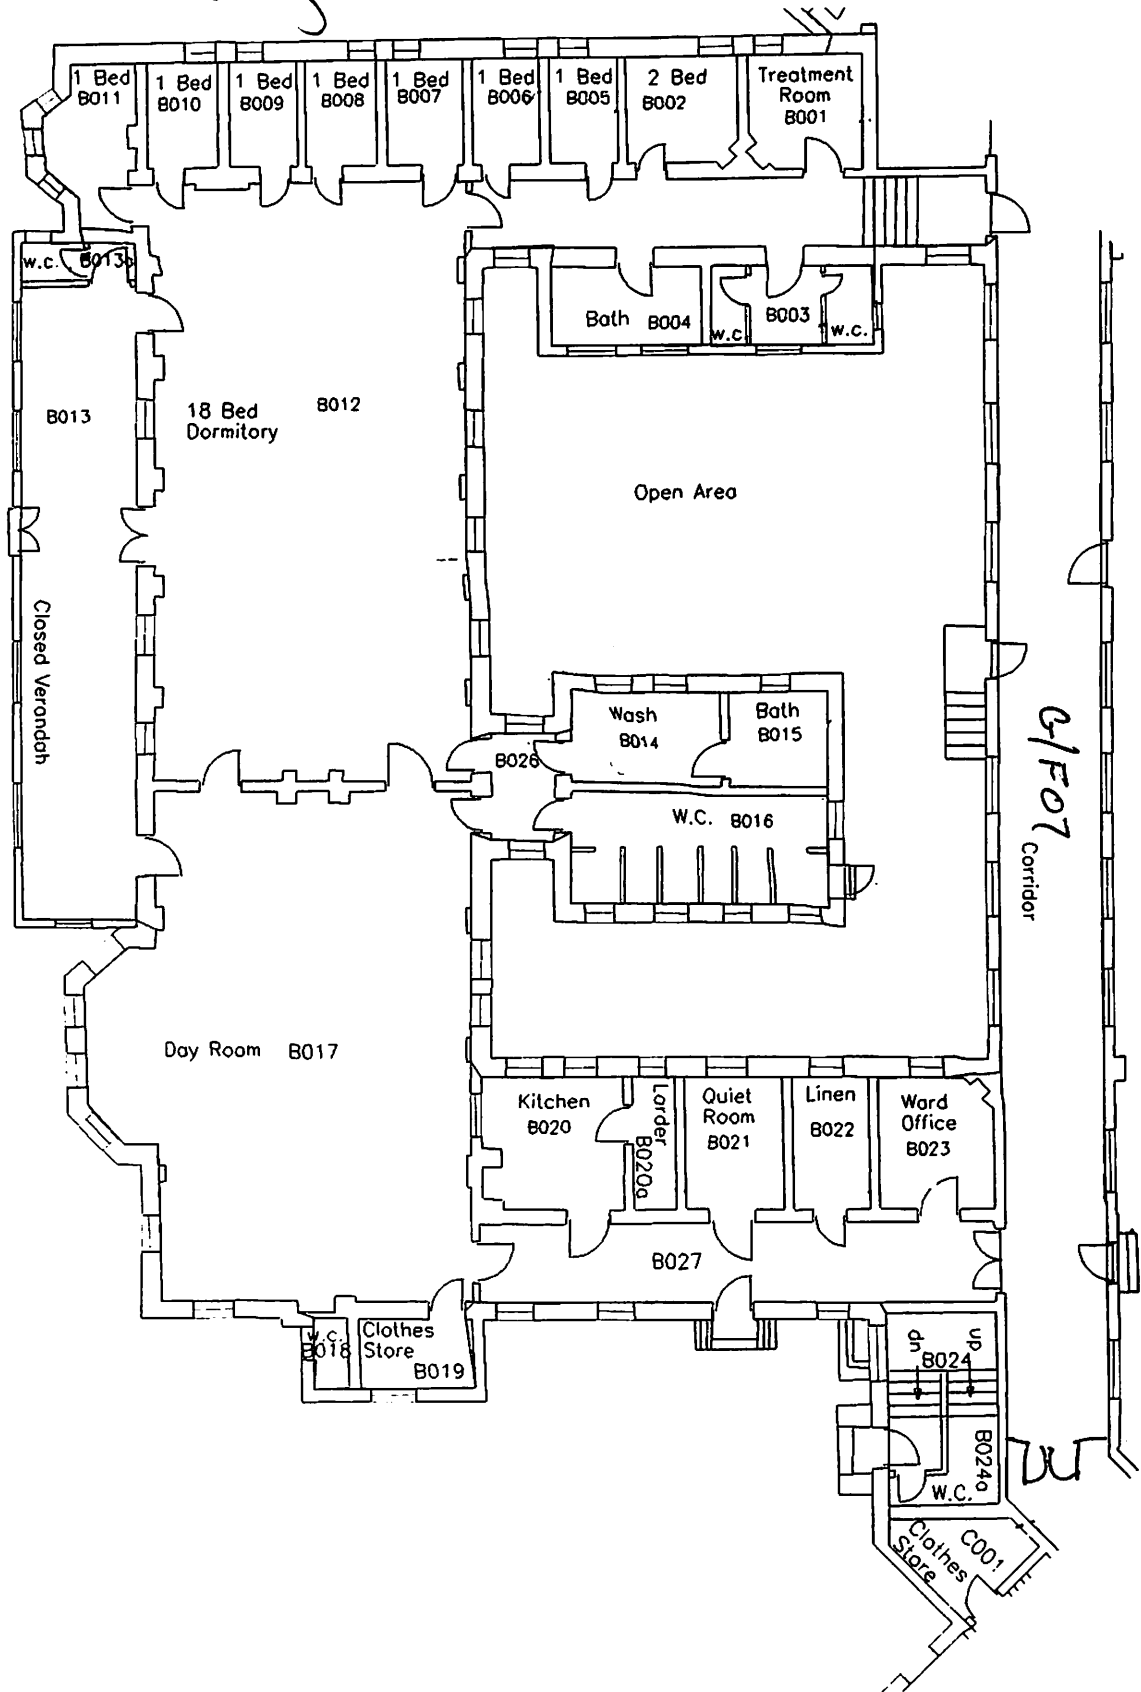 1 Bed
B011
1 Bed
B010
1 Bed
B009
1 Bed
B008
1 Bed
B007
1 Bed
B006
1 Bed
B005
2 Bed
B002
Treatment
Room
B001
W.C.
B013a
Bath B004
W.C.
B003
W.C.
B013
18 Bed
Dormitory
B012
Open Area
Closed Verandah
Wash
B014
Bath
B015
B026
W.C. B016
G/F07
Corridor
Day Room B017
Kitchen
B020
Larder
B020a
Quiet
Room
B021
Linen
B022
Ward
Office
B023
B027
W.C.
B018
Clothes
Store
B019
dn
up
B024
B024a
W.C.
C001
Clothes
Store